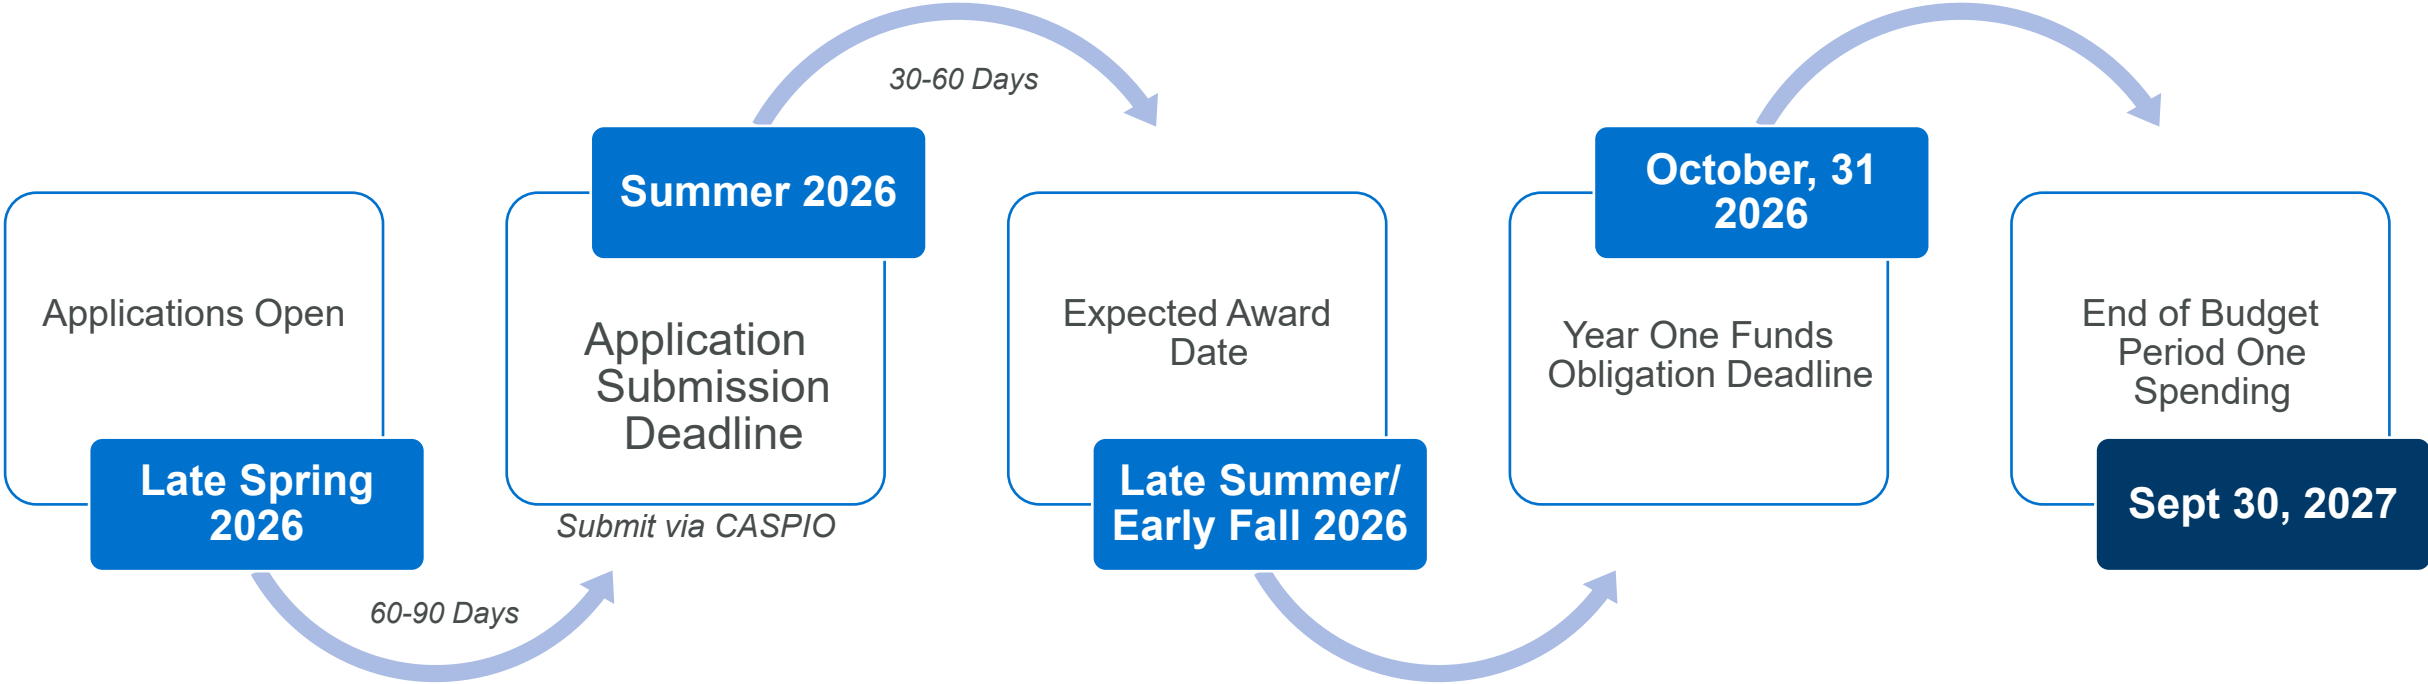 Applications Open
Late Spring
2026
60-90 Days
Summer 2026
Application
Submission
Deadline
Submit via CASPIO
30-60 Days
Expected Award
Date
Late Summer/
Early Fall 2026
October, 31
2026
Year One Funds
Obligation Deadline
End of Budget
Period One
Spending
Sept 30, 2027